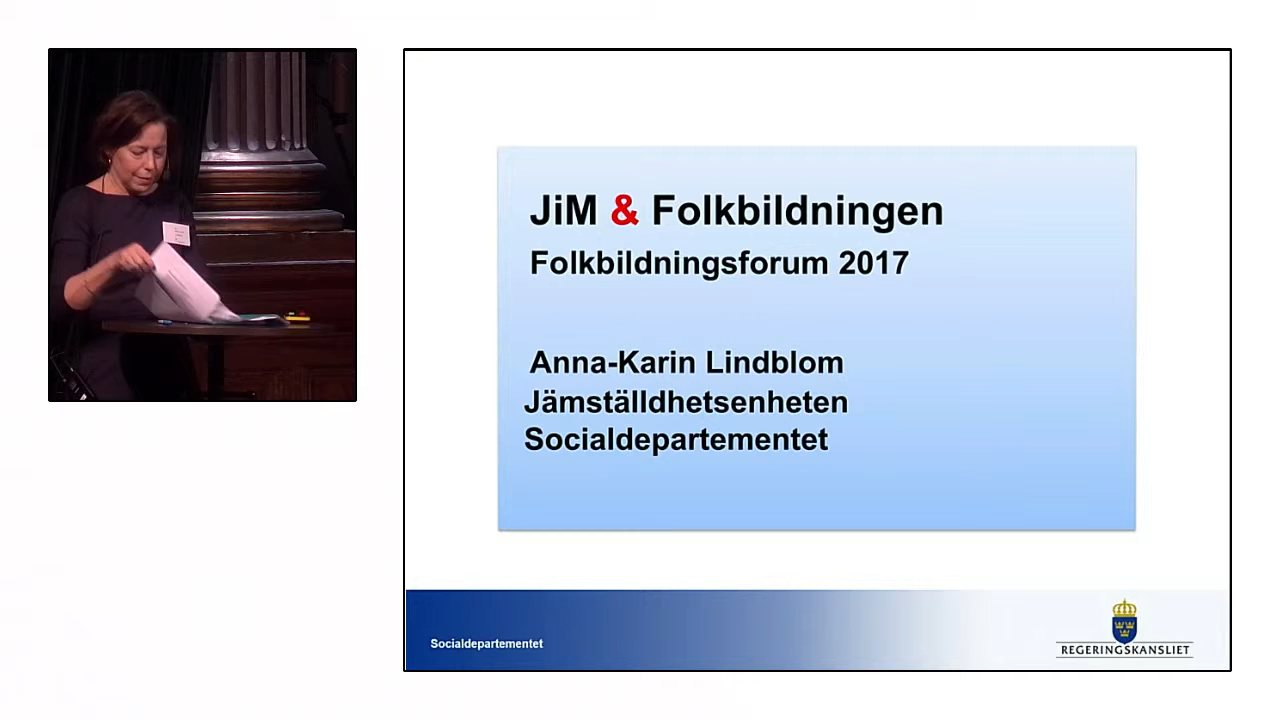 JiM & Folkbildningen
Folkbildningsforum 2017
Anna-Karin Lindblom
Jämställdhetsenheten
Socialdepartementet
Socialdepartementet
REGERINGSKANSLIET